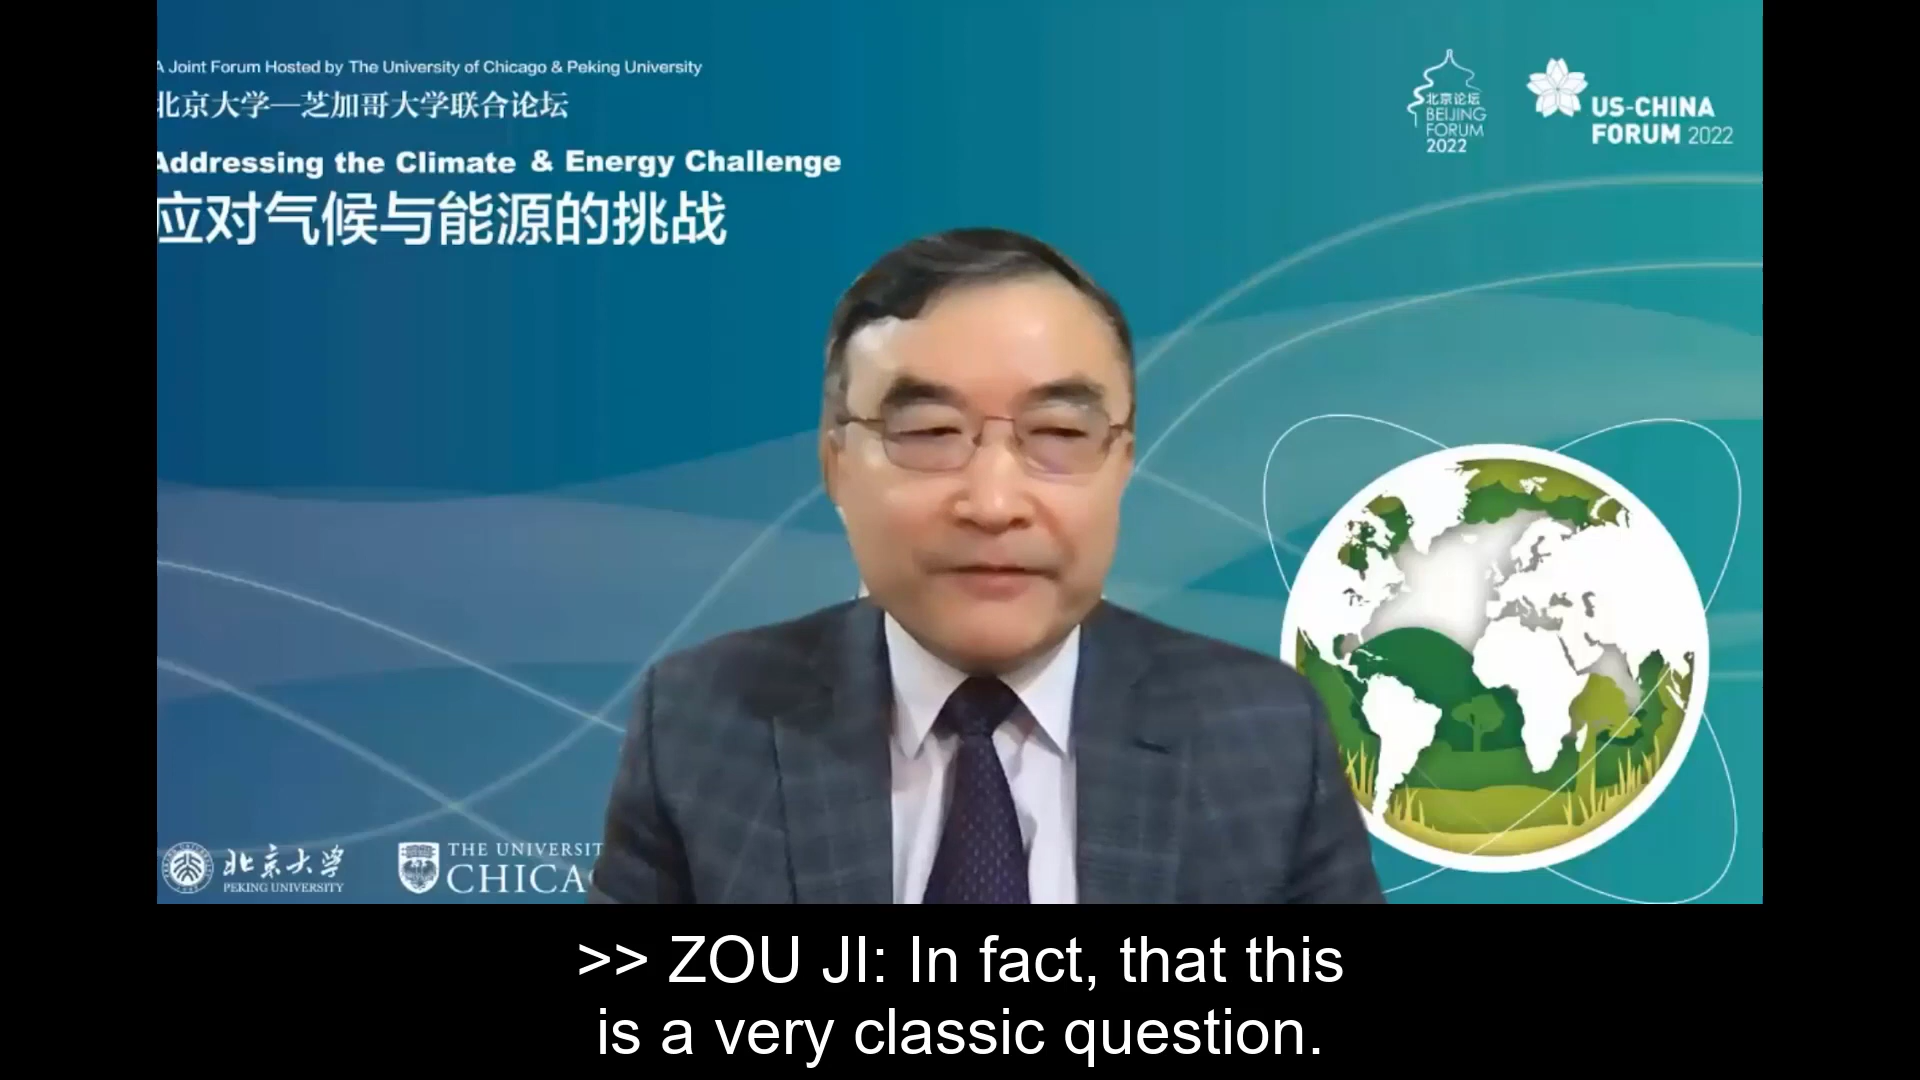 A Joint Forum Hosted by The University of Chicago & Peking University
北京大学—芝加哥大学联合论坛
Addressing the Climate & Energy Challenge
应对气候与能源的挑战
北京论坛
BEIJING
FORUM
2022
US-CHINA
FORUM 2022
北京大学
PEKING UNIVERSITY
THE UNIVERSIT
CHICA
>> ZOU JI: In fact, that this
is a very classic question.